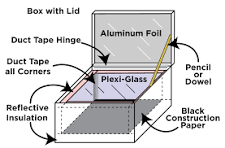 Box with Lid
Aluminum Foil
Duct Tape Hinge
Duct Tape
all Corners
Plexi-Glass
Pencil
or
Dowel
Reflective
Insulation
Black
Construction
Paper